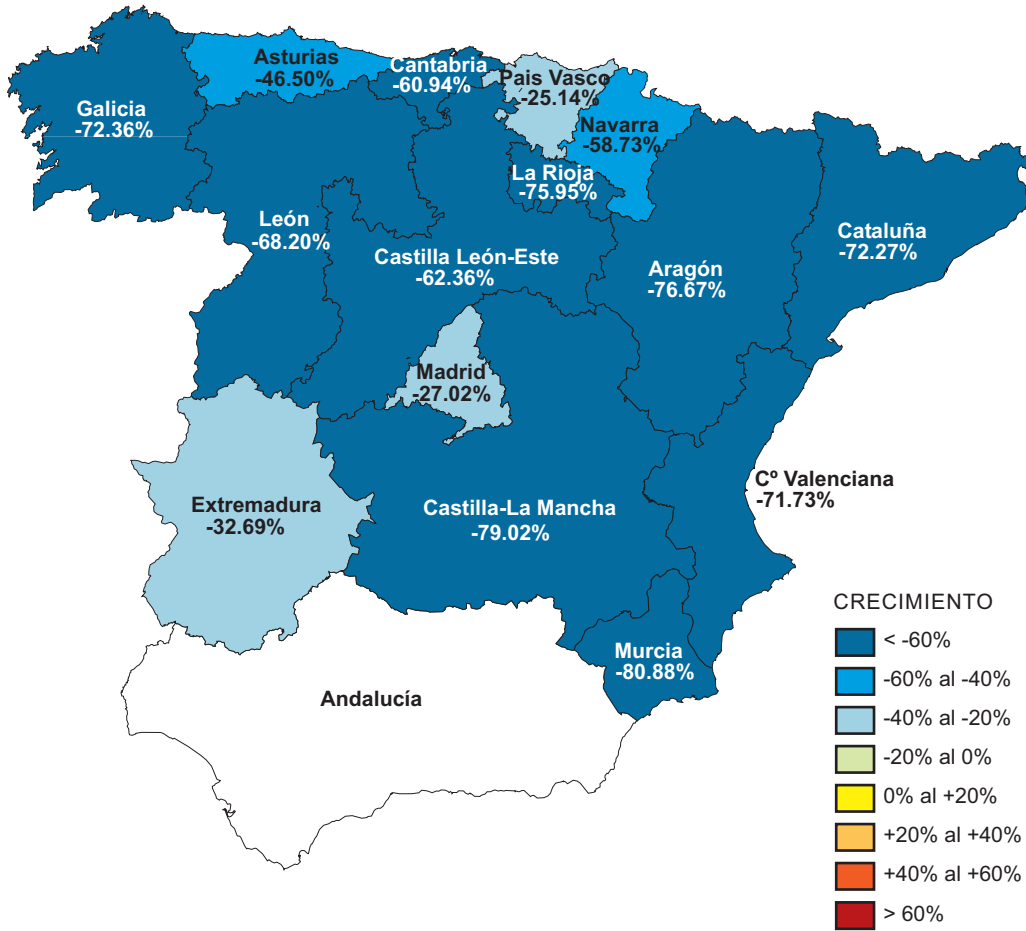 Asturias
-46.50%
Cantabria
-60.94%
Pais Vasco
-25.14%
Galicia
-72.36%
Navarra
-58.73%
La Rioja
-75.95%
León
-68.20%
Castilla León-Este
-62.36%
Aragón
-76.67%
Cataluña
-72.27%
Madrid
-27.02%
Extremadura
-32.69%
Castilla-La Mancha
-79.02%
Cº Valenciana
-71.73%
Murcia
-80.88%
Andalucía
CRECIMIENTO
< -60%
-60% al -40%
-40% al -20%
-20% al 0%
0% al +20%
+20% al +40%
+40% al +60%
> 60%